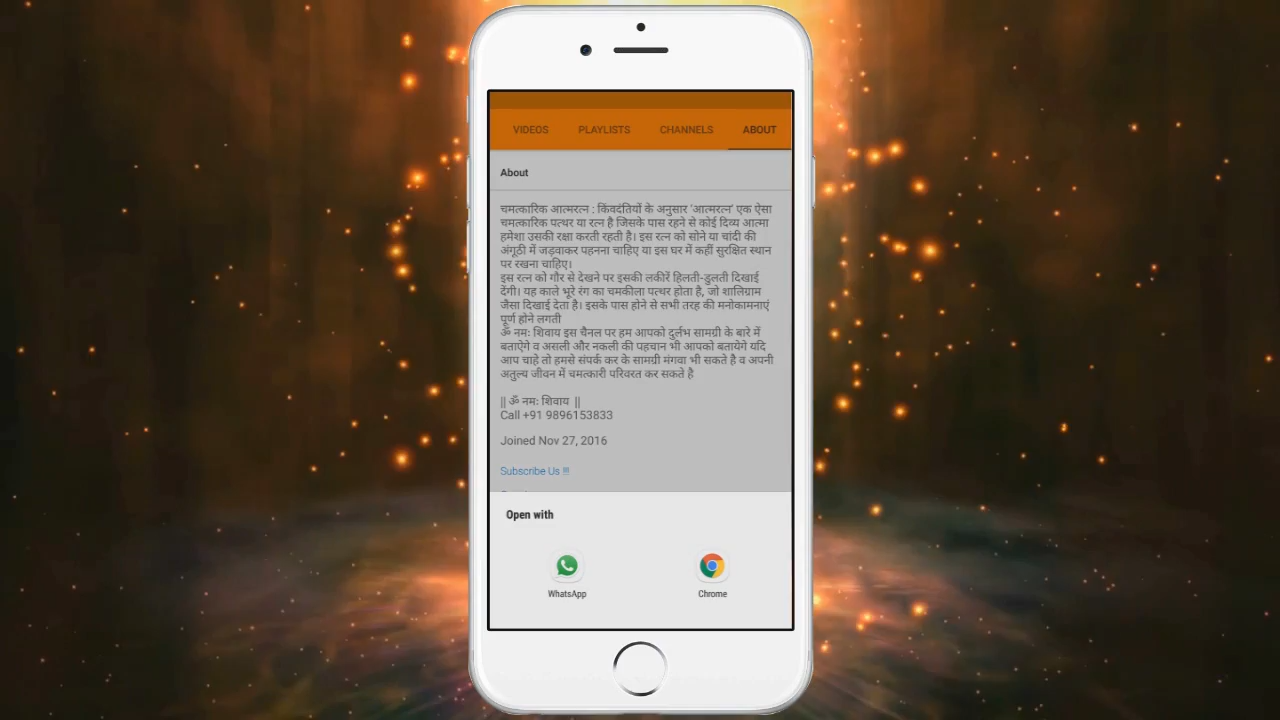 VIDEOS PLAYLISTS CHANNELS ABOUT
About
चमत्कारिक आत्मरत्न : किंवदंतियों के अनुसार 'आत्मरत्न' एक ऐसा
चमत्कारिक पत्थर या रत्न है जिसके पास रहने से कोई दिव्य आत्मा
हमेशा उसकी रक्षा करती रहती है। इस रत्न को सोने या चांदी की
अंगूठी में जड़वाकर पहनना चाहिए या इस घर में कहीं सुरक्षित स्थान
पर रखना चाहिए।
इस रत्न को गौर से देखने पर इसकी लकीरें हिलती-डुलती दिखाई
देंगी। यह काले भूरे रंग का चमकीला पत्थर होता है, जो शालिग्राम
जैसा दिखाई देता है। इसके पास होने से सभी तरह की मनोकामनाएं
पूर्ण होने लगती
ॐ नमः शिवाय इस चैनल पर हम आपको दुर्लभ सामग्री के बारे में
बताऐगे व असली और नकली की पहचान भी आपको बतायेगे यदि
आप चाहे तो हमसे संपर्क कर के सामग्री मंगवा भी सकते है व अपनी
अतुल्य जीवन में चमत्कारी परिवरत कर सकते है
|| ॐ नमः शिवाय ||
Call +91 9896153833
Joined Nov 27, 2016
Subscribe Us !!!
Open with
WhatsApp Chrome